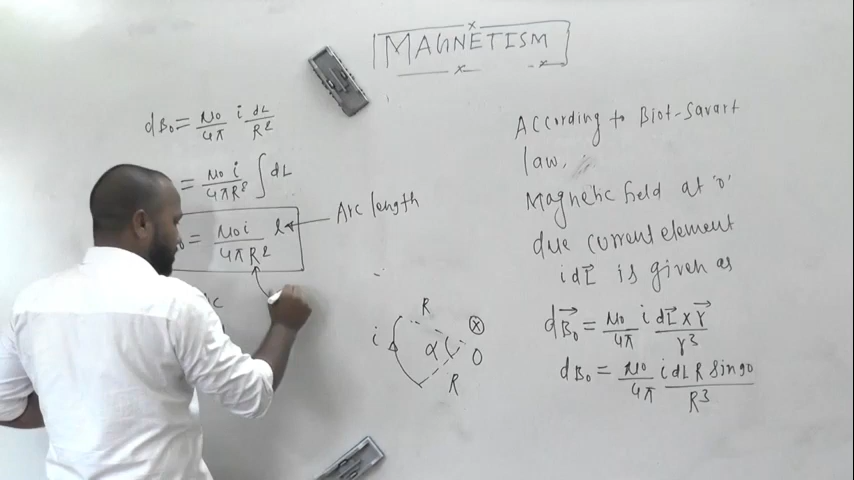 MAGNETISM
dB₀ = μ₀/4π i dL/R²
= μ₀ i/4πR² ∫dL
= μ₀ i/4πR² l ← Arc length
According to Biot-Savart
law,
Magnetic field at 'o'
due current element
idL⃗ is given as
dB⃗₀ = μ₀/4π i dL⃗ × r⃗/r³
dB₀ = μ₀/4π i dL R Sin90/R³
R
i
α
O
R